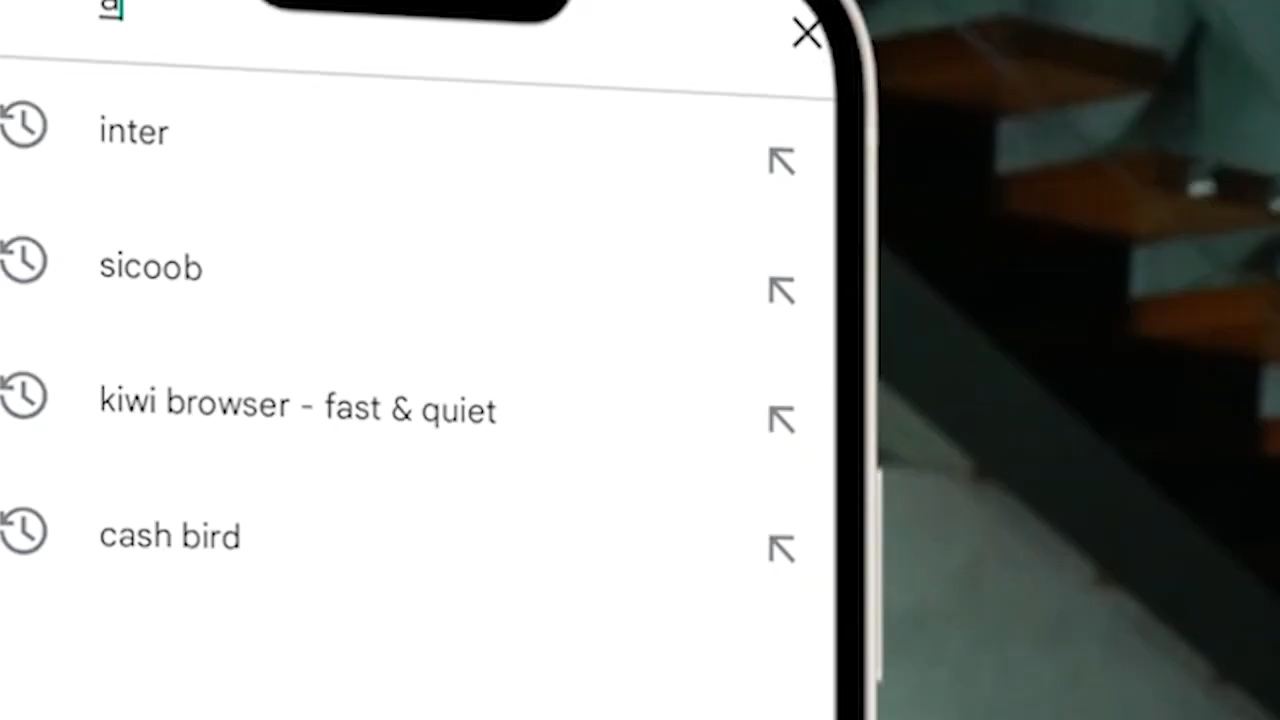 a
inter
sicoob
kiwi browser - fast & quiet
cash bird